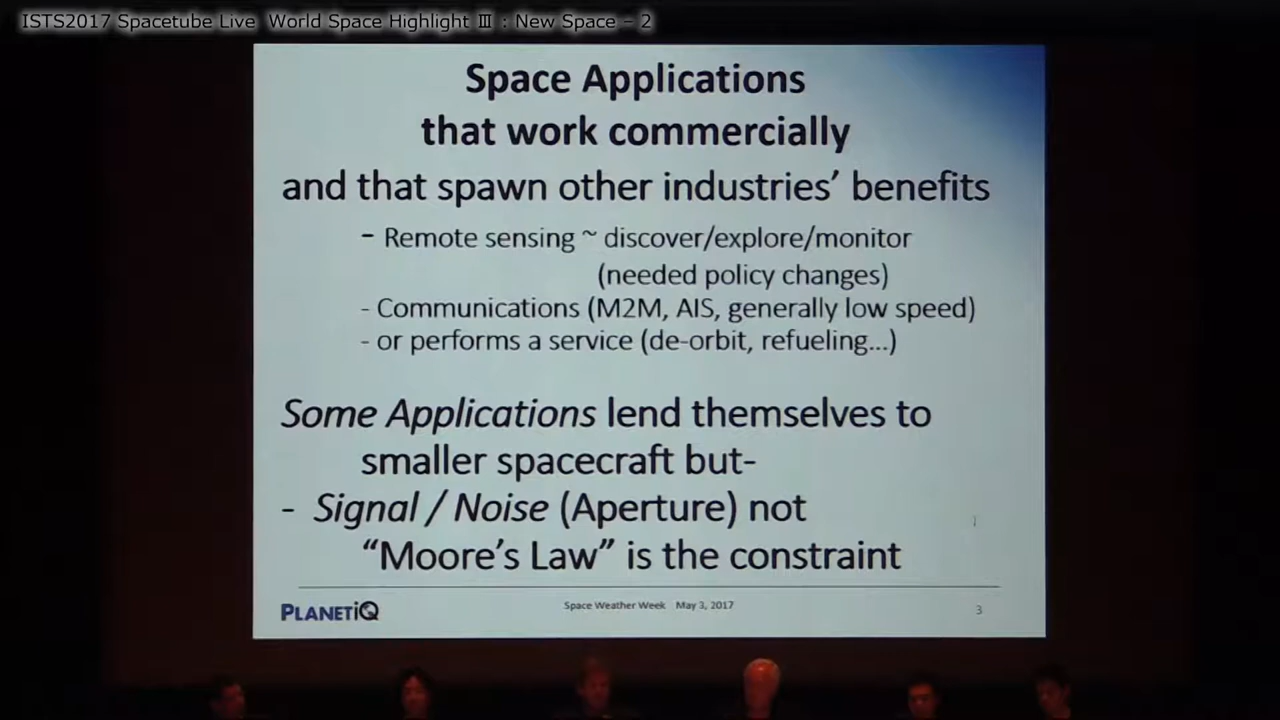 ISTS2017 Spacetube Live World Space Highlight Ⅲ : New Space - 2
Space Applications
that work commercially
and that spawn other industries’ benefits
- Remote sensing ~ discover/explore/monitor
(needed policy changes)
- Communications (M2M, AIS, generally low speed)
- or performs a service (de-orbit, refueling...)
Some Applications lend themselves to
smaller spacecraft but-
- Signal / Noise (Aperture) not
“Moore’s Law” is the constraint
PLANETiQ
Space Weather Week May 3, 2017
3